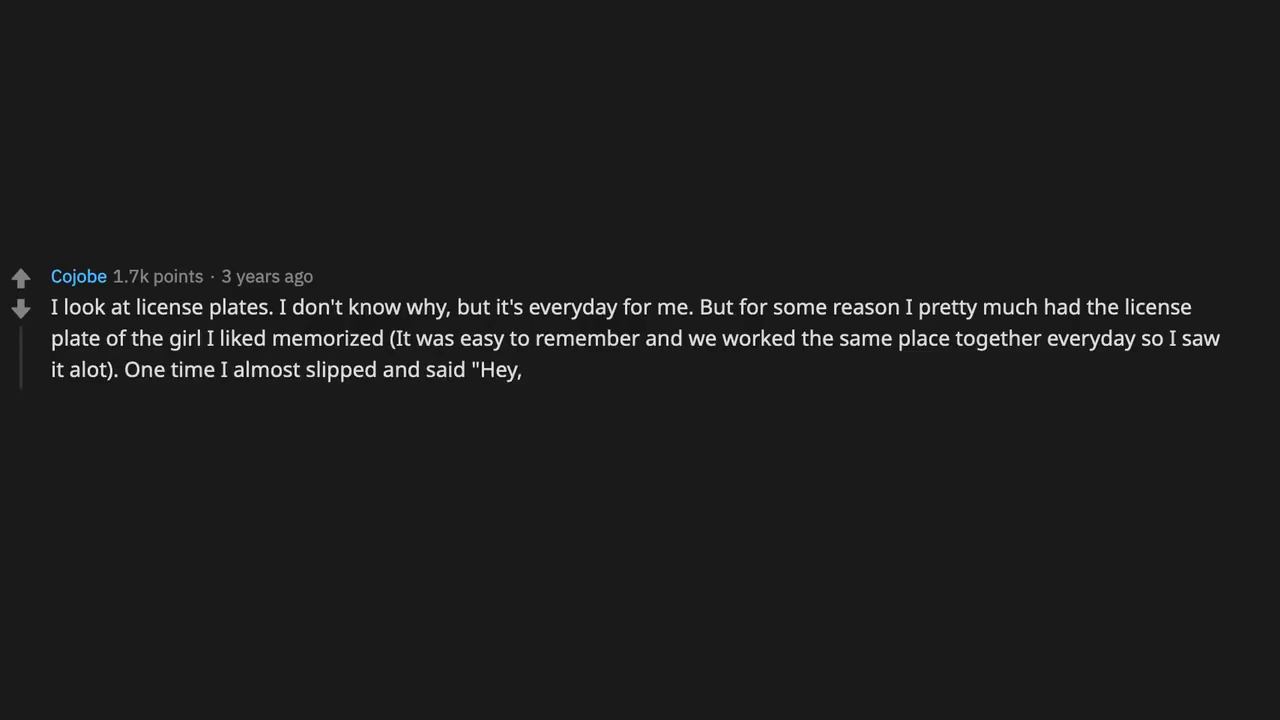 Cojobe 1.7k points · 3 years ago
I look at license plates. I don't know why, but it's everyday for me. But for some reason I pretty much had the license
plate of the girl I liked memorized (It was easy to remember and we worked the same place together everyday so I saw
it alot). One time I almost slipped and said "Hey,